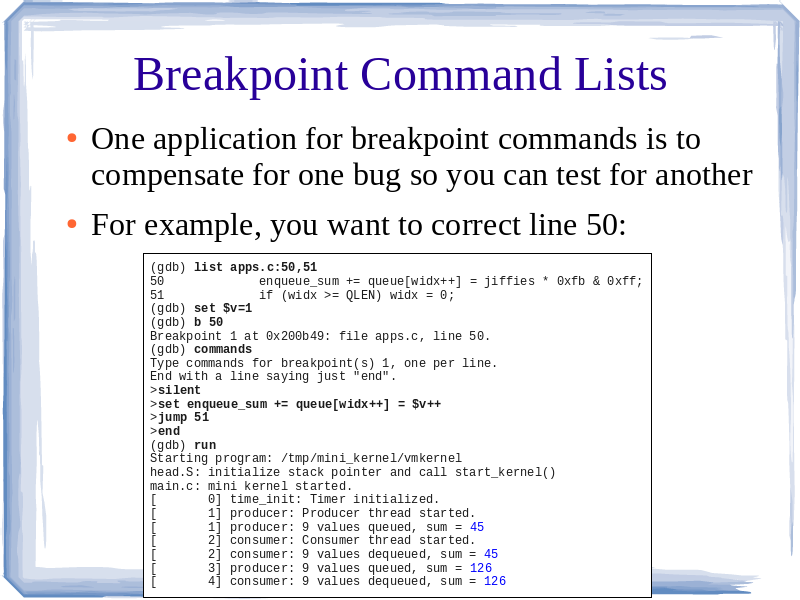 Breakpoint Command Lists
• One application for breakpoint commands is to
compensate for one bug so you can test for another
• For example, you want to correct line 50:
(gdb) list apps.c:50,51
50             enqueue_sum += queue[widx++] = jiffies * 0xfb & 0xff;
51             if (widx >= QLEN) widx = 0;
(gdb) set $v=1
(gdb) b 50
Breakpoint 1 at 0x200b49: file apps.c, line 50.
(gdb) commands
Type commands for breakpoint(s) 1, one per line.
End with a line saying just "end".
>silent
>set enqueue_sum += queue[widx++] = $v++
>jump 51
>end
(gdb) run
Starting program: /tmp/mini_kernel/vmkernel
head.S: initialize stack pointer and call start_kernel()
main.c: mini kernel started.
[       0] time_init: Timer initialized.
[       1] producer: Producer thread started.
[       1] producer: 9 values queued, sum = 45
[       2] consumer: Consumer thread started.
[       2] consumer: 9 values dequeued, sum = 45
[       3] producer: 9 values queued, sum = 126
[       4] consumer: 9 values dequeued, sum = 126